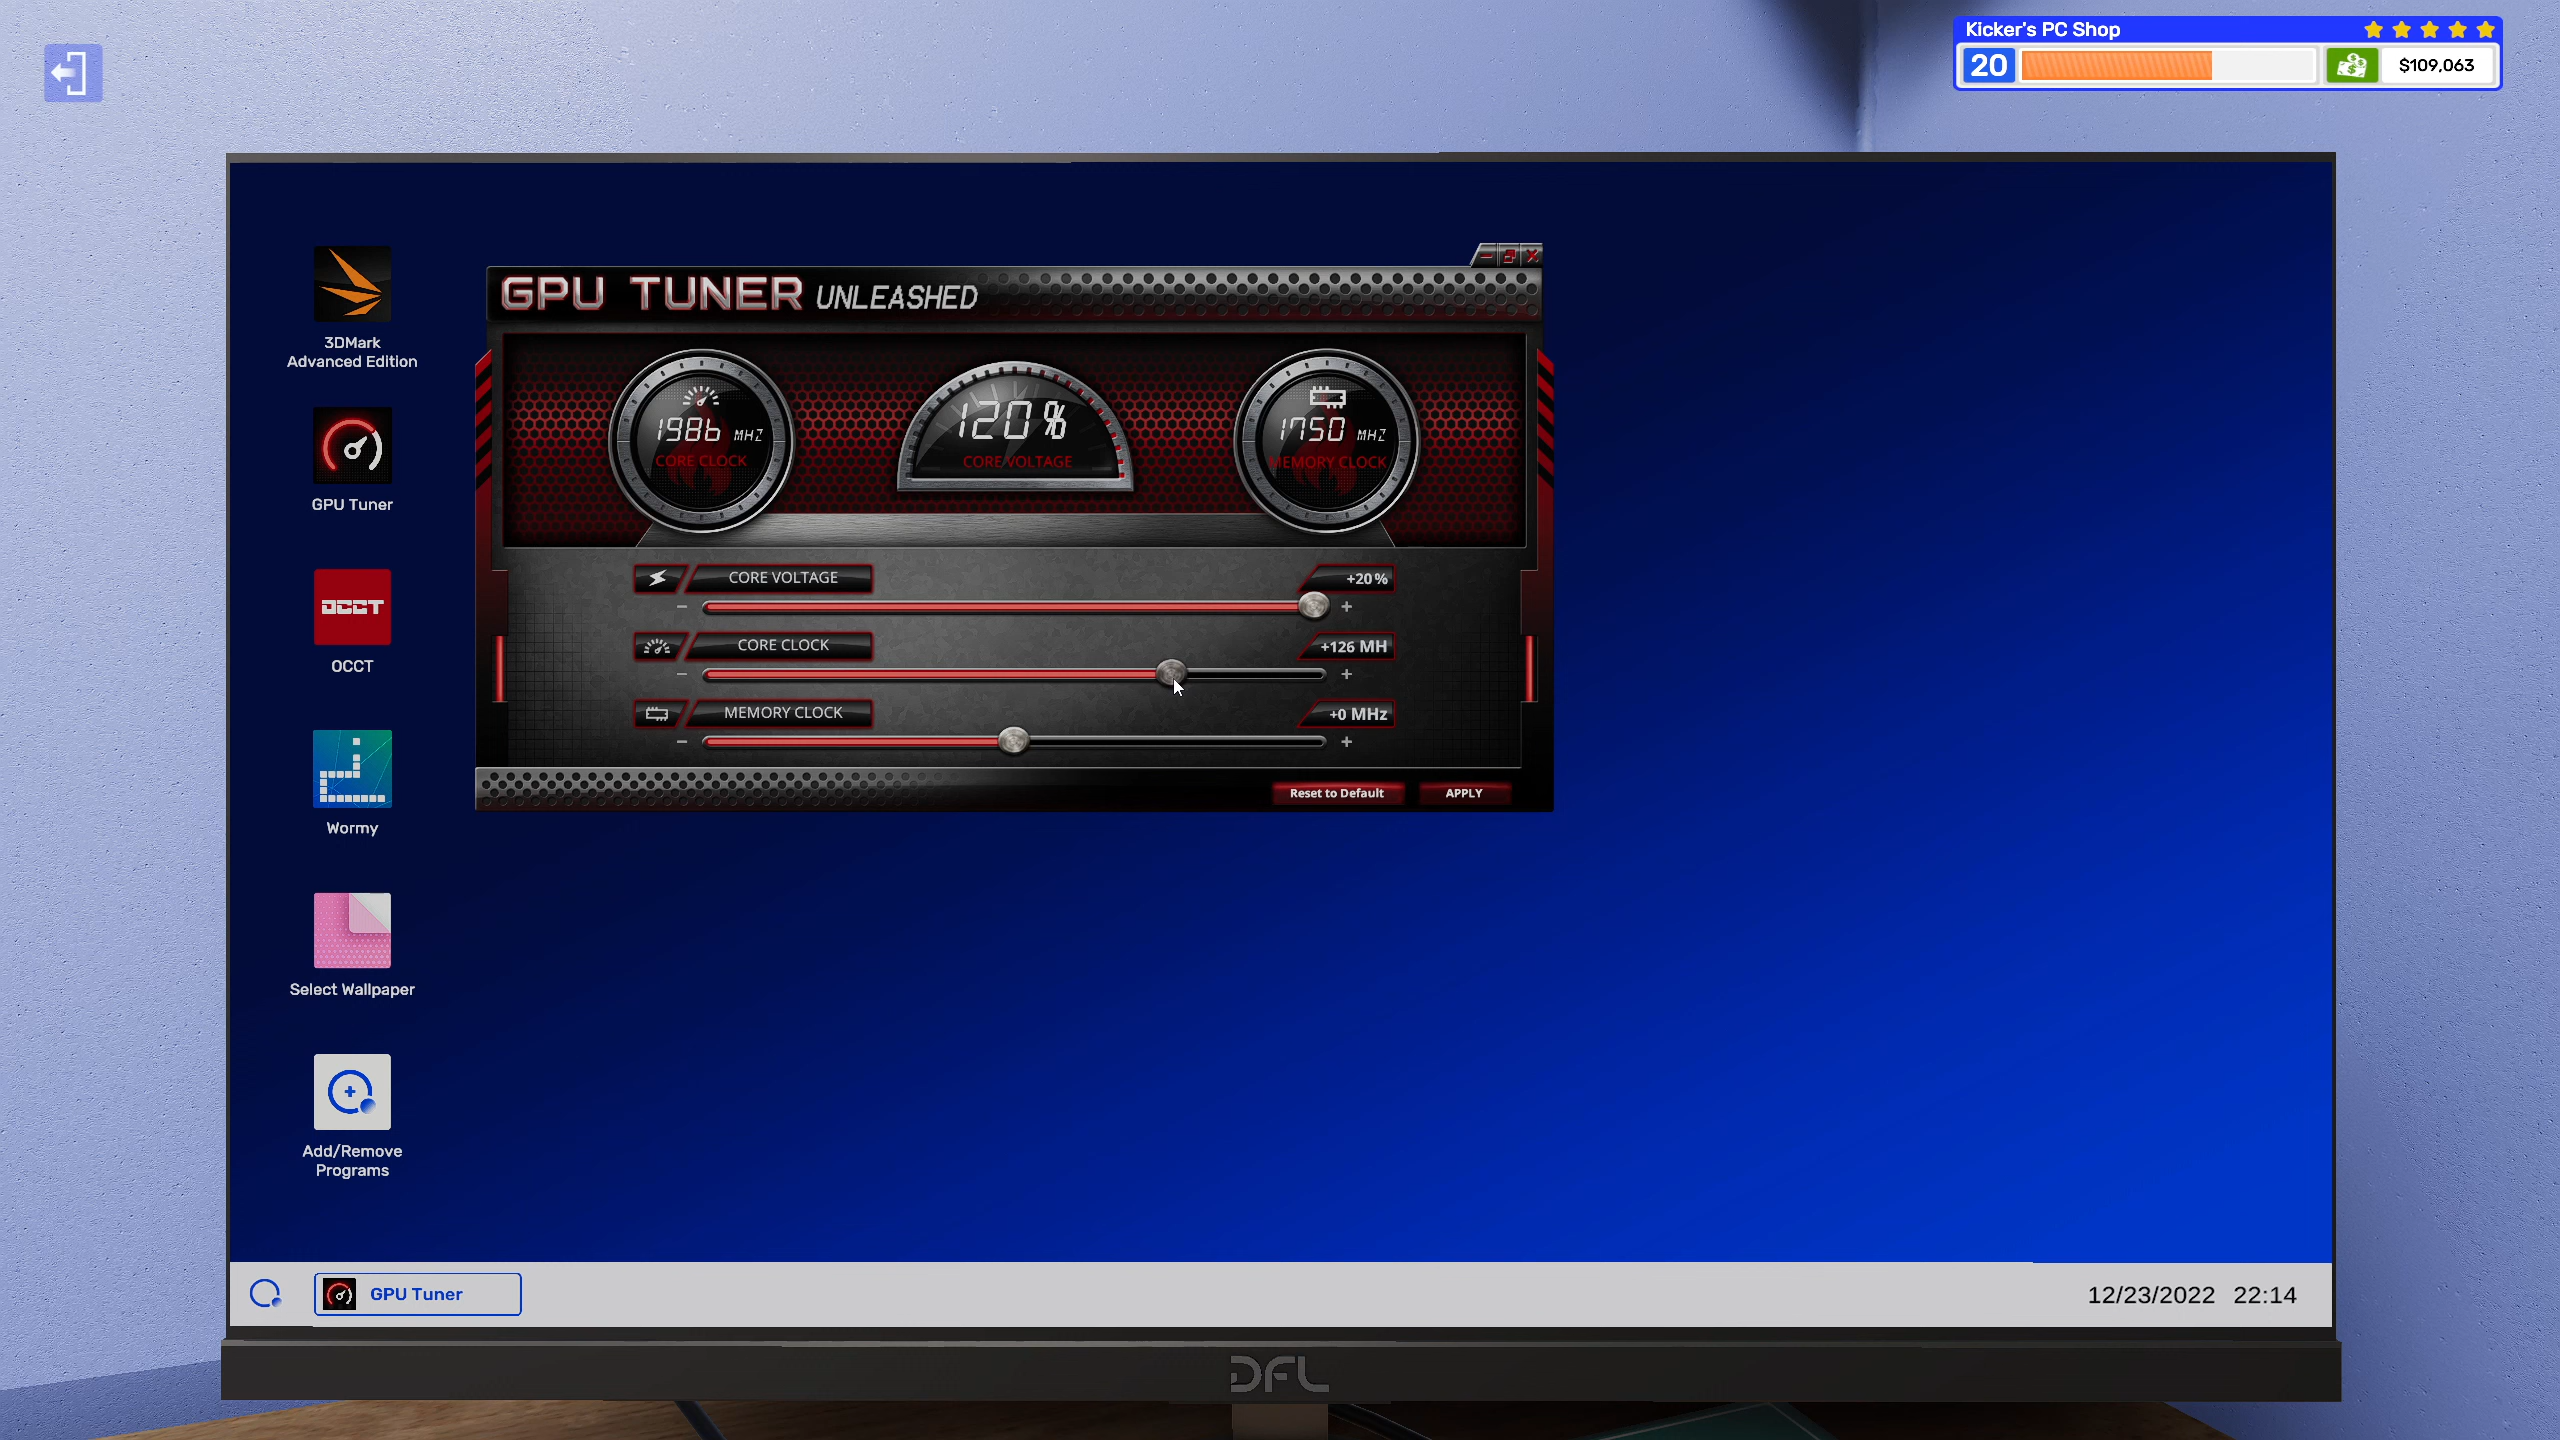 Kicker's PC Shop
20
$109,063
3DMark
Advanced Edition
GPU Tuner
OCCT
OCCT
Wormy
Select Wallpaper
Add/Remove
Programs
GPU TUNER UNLEASHED
1986 MHZ
CORE CLOCK
120%
CORE VOLTAGE
1750 MHZ
MEMORY CLOCK
CORE VOLTAGE
+20%
CORE CLOCK
+126 MH
MEMORY CLOCK
+0 MHz
Reset to Default
APPLY
GPU Tuner
12/23/2022 22:14
DFL